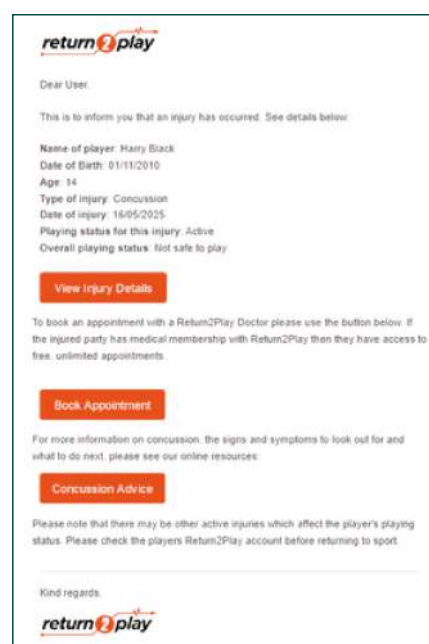 return2play
Dear User.
This is to inform you that an injury has occurred. See details below:
Name of player: Harry Black
Date of Birth: 01/11/2010
Age: 14
Type of injury: Concussion
Date of injury: 16/05/2025
Playing status for this injury: Active
Overall playing status: Not safe to play
View Injury Details
To book an appointment with a Return2Play Doctor please use the button below. If
the injured party has medical membership with Return2Play then they have access to
free, unlimited appointments.
Book Appointment
For more information on concussion, the signs and symptoms to look out for and
what to do next, please see our online resources:
Concussion Advice
Please note that there may be other active injuries which affect the player's playing
status. Please check the players Return2Play account before returning to sport.
Kind regards,
return2play